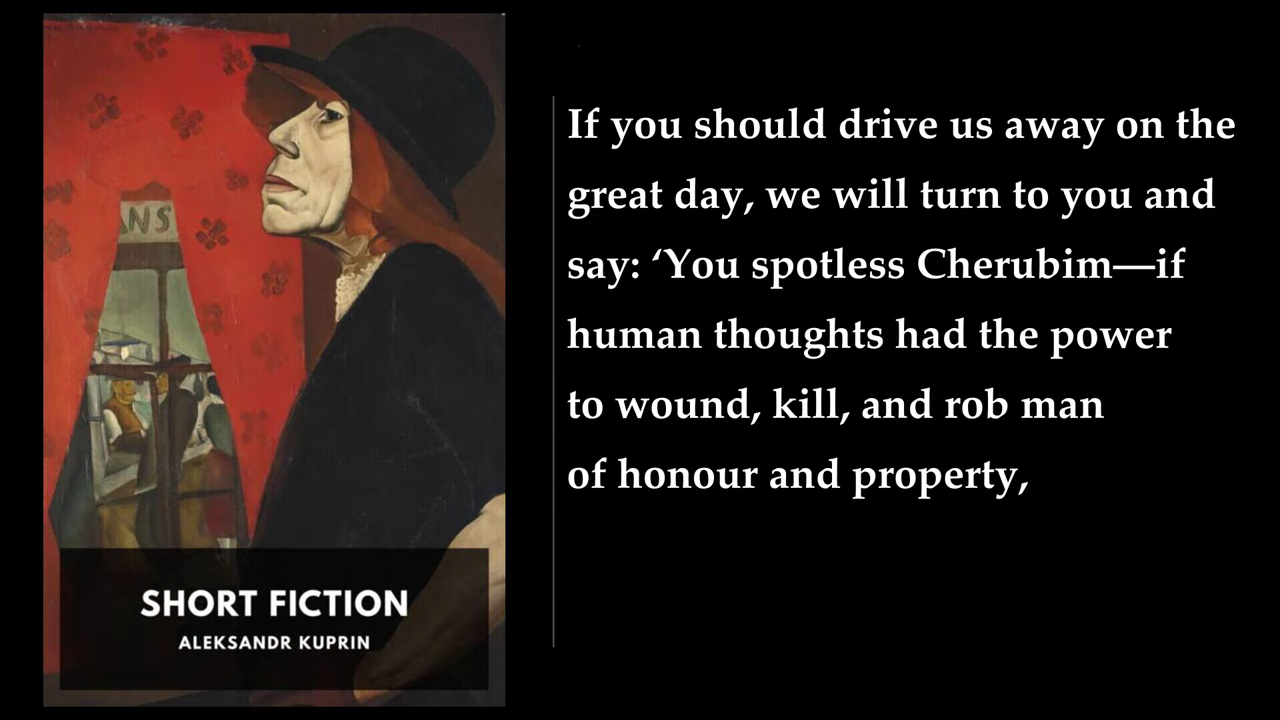 ANS
SHORT FICTION
ALEKSANDR KUPRIN
If you should drive us away on the
great day, we will turn to you and
say: ‘You spotless Cherubim—if
human thoughts had the power
to wound, kill, and rob man
of honour and property,